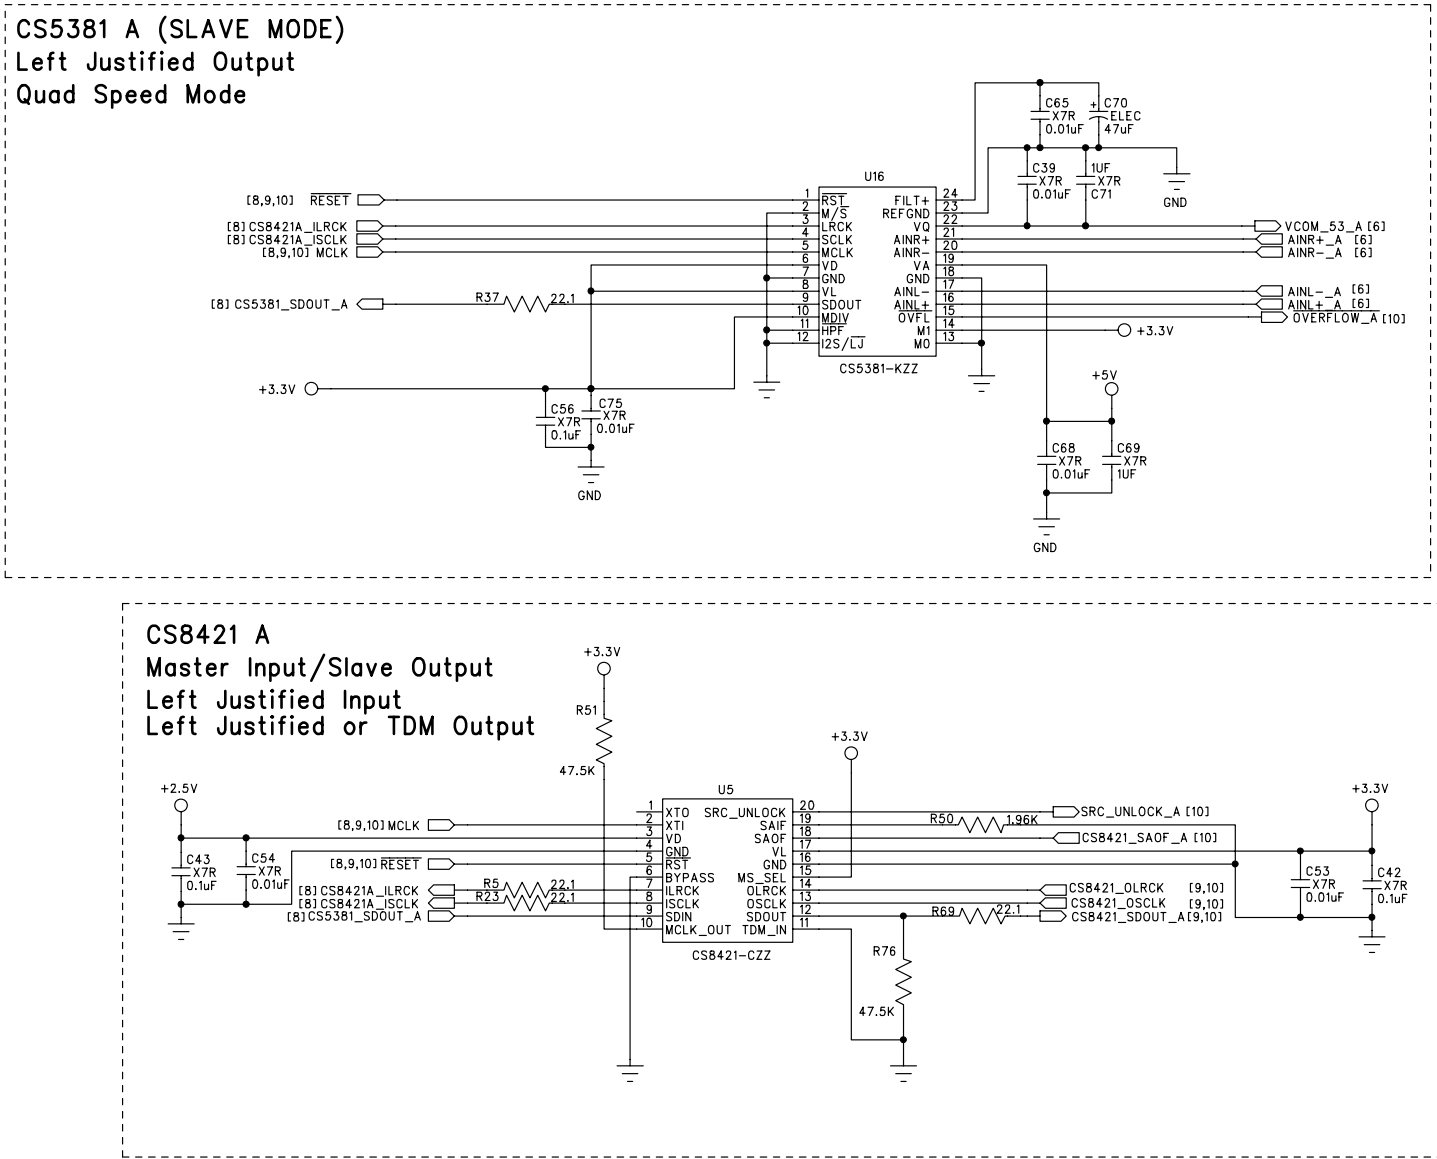 CS5381 A (SLAVE MODE)
Left Justified Output
Quad Speed Mode
C65
X7R
0.01uF
+ C70
ELEC
47uF
C39
X7R
0.01uF
1UF
X7R
C71
GND
U16
[8,9,10] RESET
[8] CS8421A_ILRCK
[8] CS8421A_ISCLK
[8,9,10] MCLK
[8] CS5381_SDOUT_A
R37 22.1
1 RST
2 M/S
3 LRCK
4 SCLK
5 MCLK
6 VD
7 GND
8 VL
9 SDOUT
10 MDIV
11 HPF
12 I2S/LJ
FILT+ 24
REFGND 23
VQ 22
AINR+ 21
AINR- 20
VA 19
GND 18
AINL- 17
AINL+ 16
OVFL 15
M1 14
M0 13
CS5381-KZZ
VCOM_53_A [6]
AINR+_A [6]
AINR-_A [6]
AINL-_A [6]
AINL+_A [6]
OVERFLOW_A [10]
+3.3V
+3.3V
C56
X7R
0.1uF
C75
X7R
0.01uF
GND
+5V
C68
X7R
0.01uF
C69
X7R
1UF
GND
CS8421 A
Master Input/Slave Output
Left Justified Input
Left Justified or TDM Output
+3.3V
R51
47.5K
+3.3V
+2.5V
+3.3V
C43
X7R
0.1uF
C54
X7R
0.01uF
[8,9,10] MCLK
[8,9,10] RESET
[8] CS8421A_ILRCK
[8] CS8421A_ISCLK
[8] CS5381_SDOUT_A
R5 22.1
R23 22.1
U5
1 XTO
2 XTI
3 VD
4 GND
5 RST
6 BYPASS
7 ILRCK
8 ISCLK
9 SDIN
10 MCLK_OUT
SRC_UNLOCK 20
SAIF 19
SAOF 18
VL 17
GND 16
MS_SEL 15
OLRCK 14
OSCLK 13
SDOUT 12
TDM_IN 11
CS8421-CZZ
R50 1.96K
SRC_UNLOCK_A [10]
CS8421_SAOF_A [10]
CS8421_OLRCK [9,10]
CS8421_OSCLK [9,10]
CS8421_SDOUT_A [9,10]
R69 22.1
R76
47.5K
C53
X7R
0.01uF
C42
X7R
0.1uF